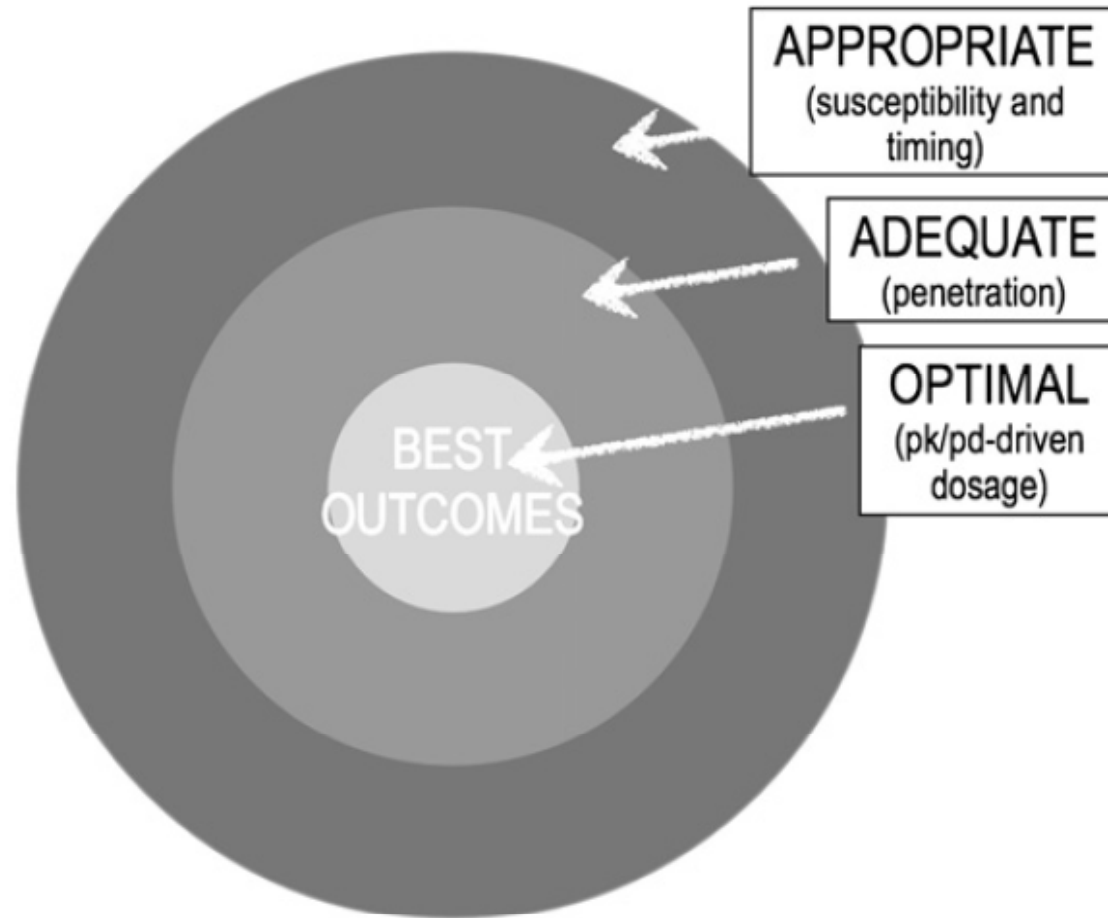 APPROPRIATE
(susceptibility and
timing)
ADEQUATE
(penetration)
OPTIMAL
(pk/pd-driven
dosage)
BEST
OUTCOMES